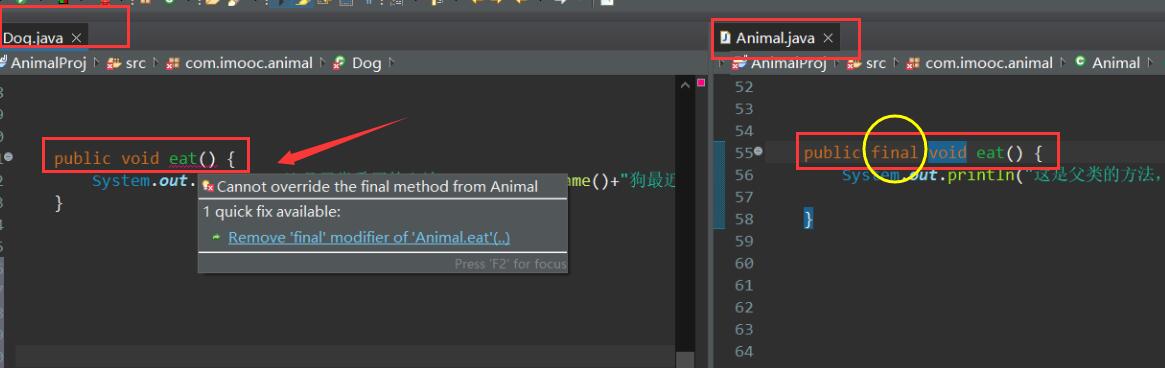 Dog.java
AnimalProj src com.imooc.animal Dog
public void eat() {
System.out.
ame()+"狗最近
}
Cannot override the final method from Animal
1 quick fix available:
Remove 'final' modifier of 'Animal.eat'(..)
Press 'F2' for focus
Animal.java
AnimalProj src com.imooc.animal Animal
52
53
54
55 public final void eat() {
56 System.out.println("这是父类的方法,
57
58 }
59
60
61
62
63
64